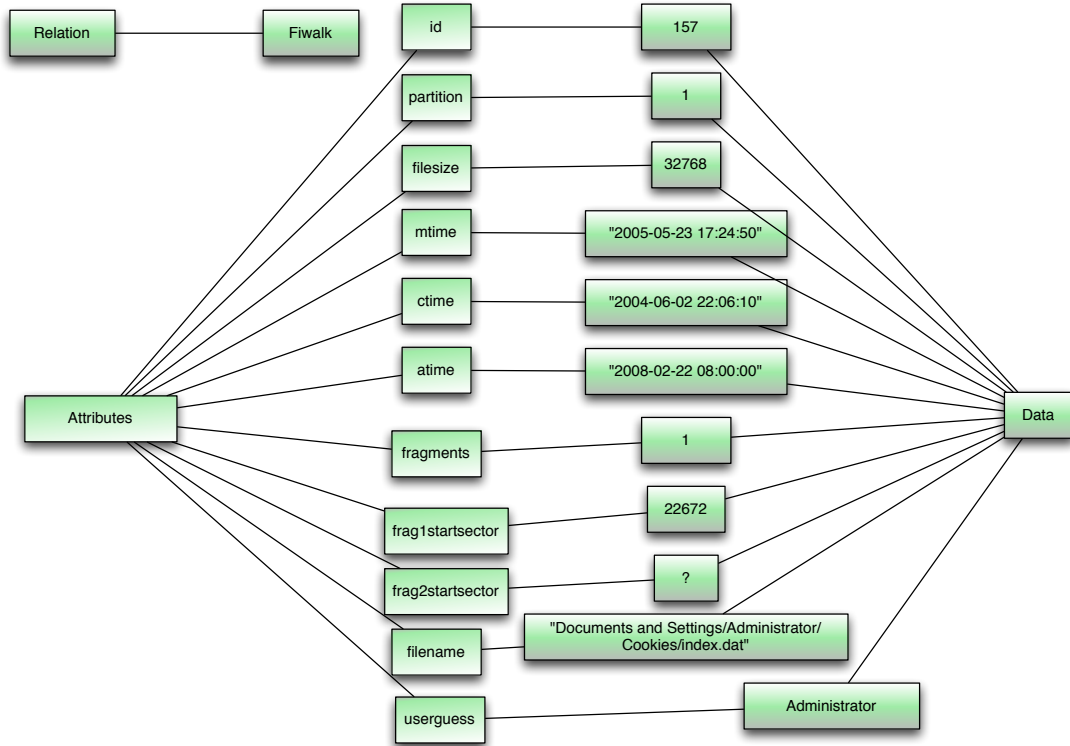 Relation
Fiwalk
id
157
partition
1
filesize
32768
mtime
"2005-05-23 17:24:50"
ctime
"2004-06-02 22:06:10"
atime
"2008-02-22 08:00:00"
Attributes
Data
fragments
1
frag1startsector
22672
frag2startsector
?
filename
"Documents and Settings/Administrator/
Cookies/index.dat"
userguess
Administrator